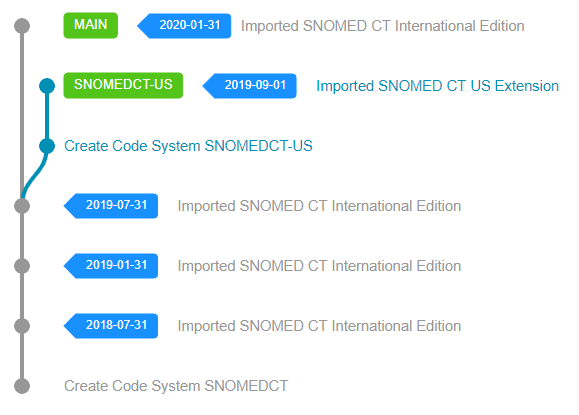 MAIN 2020-01-31 Imported SNOMED CT International Edition
SNOMEDCT-US 2019-09-01 Imported SNOMED CT US Extension
Create Code System SNOMEDCT-US
2019-07-31 Imported SNOMED CT International Edition
2019-01-31 Imported SNOMED CT International Edition
2018-07-31 Imported SNOMED CT International Edition
Create Code System SNOMEDCT